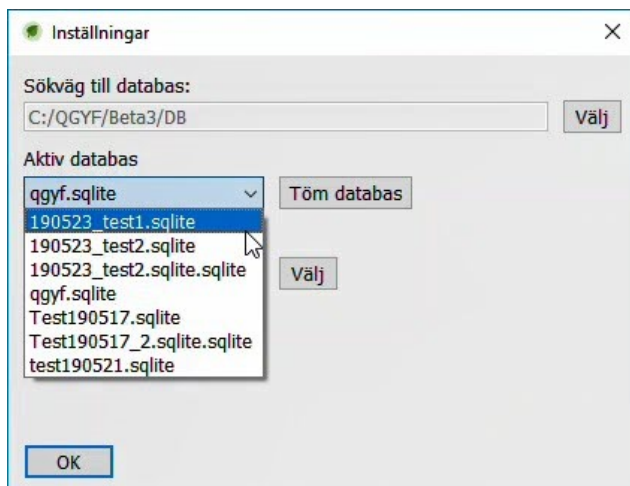 Inställningar
Sökväg till databas:
C:/QGYF/Beta3/DB
Välj
Aktiv databas
qgyf.sqlite
Töm databas
190523_test1.sqlite
190523_test2.sqlite
190523_test2.sqlite.sqlite
Välj
qgyf.sqlite
Test190517.sqlite
Test190517_2.sqlite.sqlite
test190521.sqlite
OK